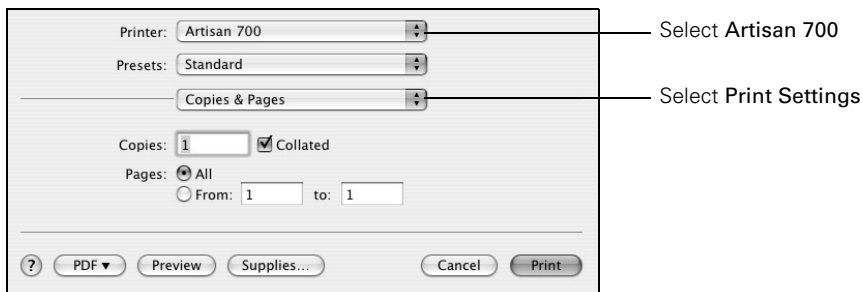 Printer: Artisan 700 Select Artisan 700
Presets: Standard
Copies & Pages Select Print Settings
Copies: 1 Collated
Pages: All
From: 1 to: 1
? PDF▼ Preview Supplies... Cancel Print